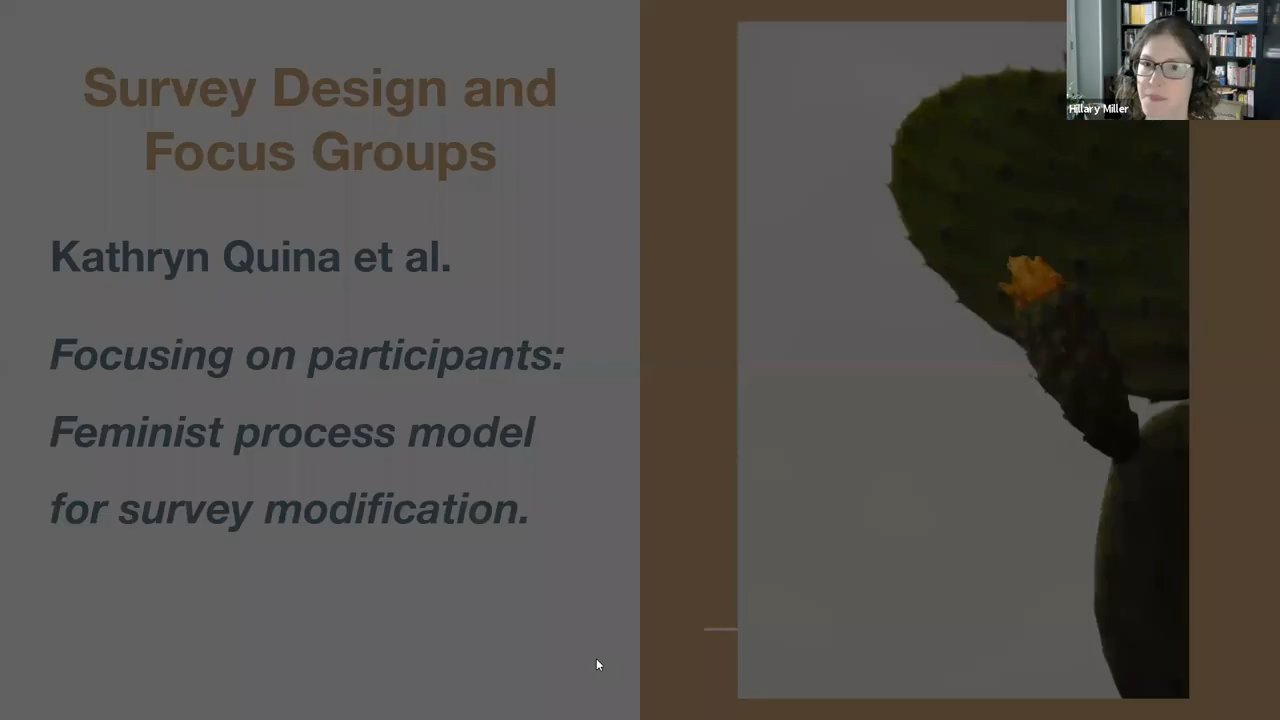 Survey Design and
Focus Groups
Kathryn Quina et al.
Focusing on participants:
Feminist process model
for survey modification.
Hillary Miller